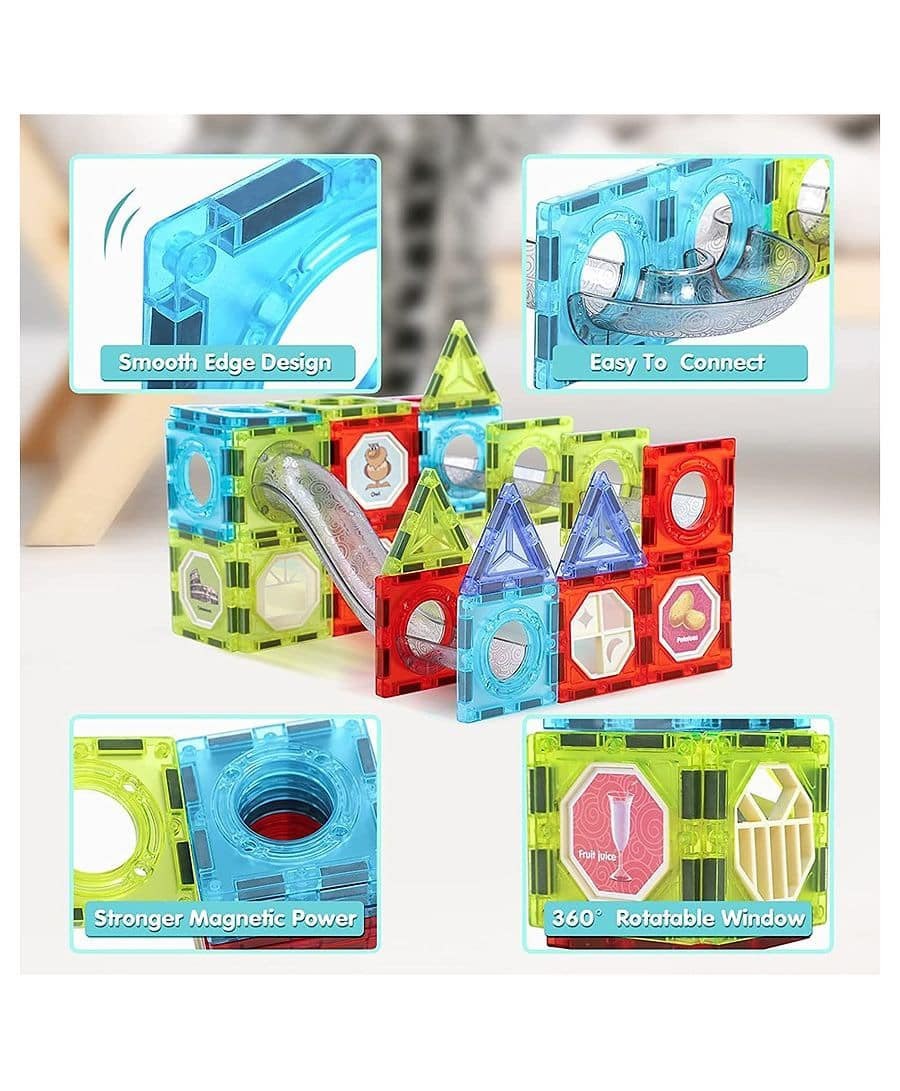 Smooth Edge Design
Easy To Connect
Owl
Potatoes
Fruit juice
Stronger Magnetic Power
360° Rotatable Window